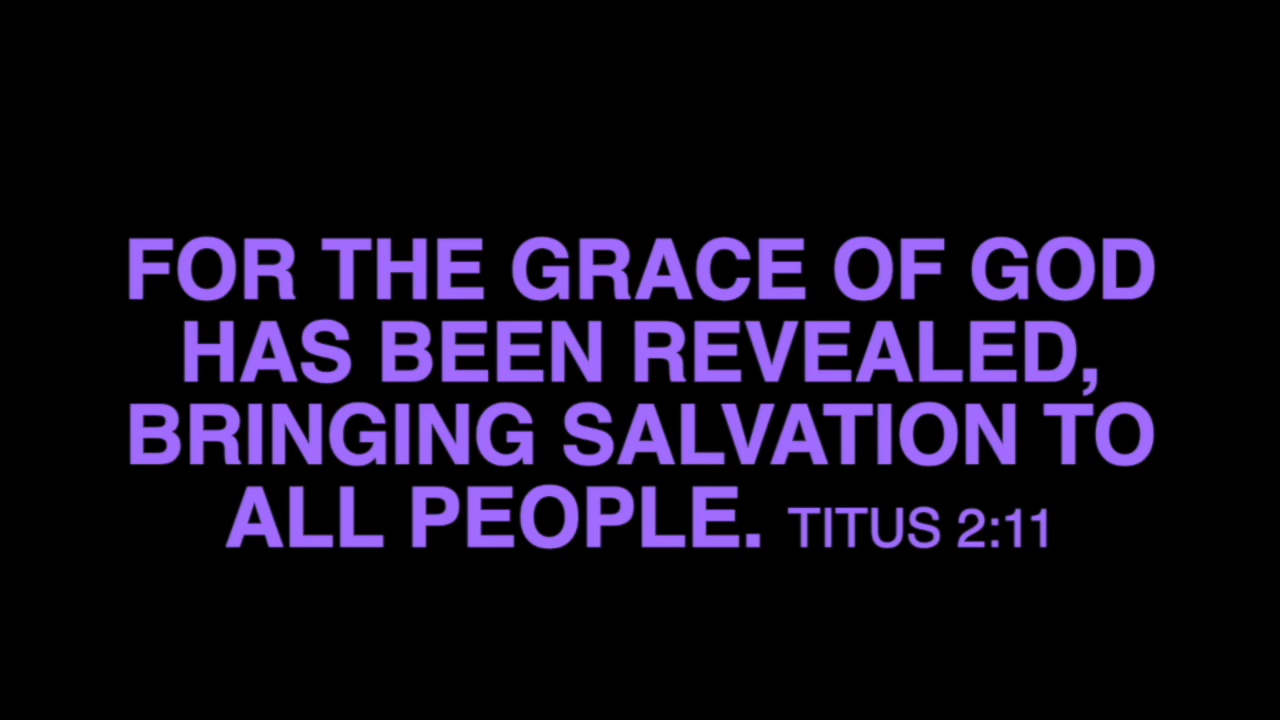 FOR THE GRACE OF GOD
HAS BEEN REVEALED,
BRINGING SALVATION TO
ALL PEOPLE. TITUS 2:11